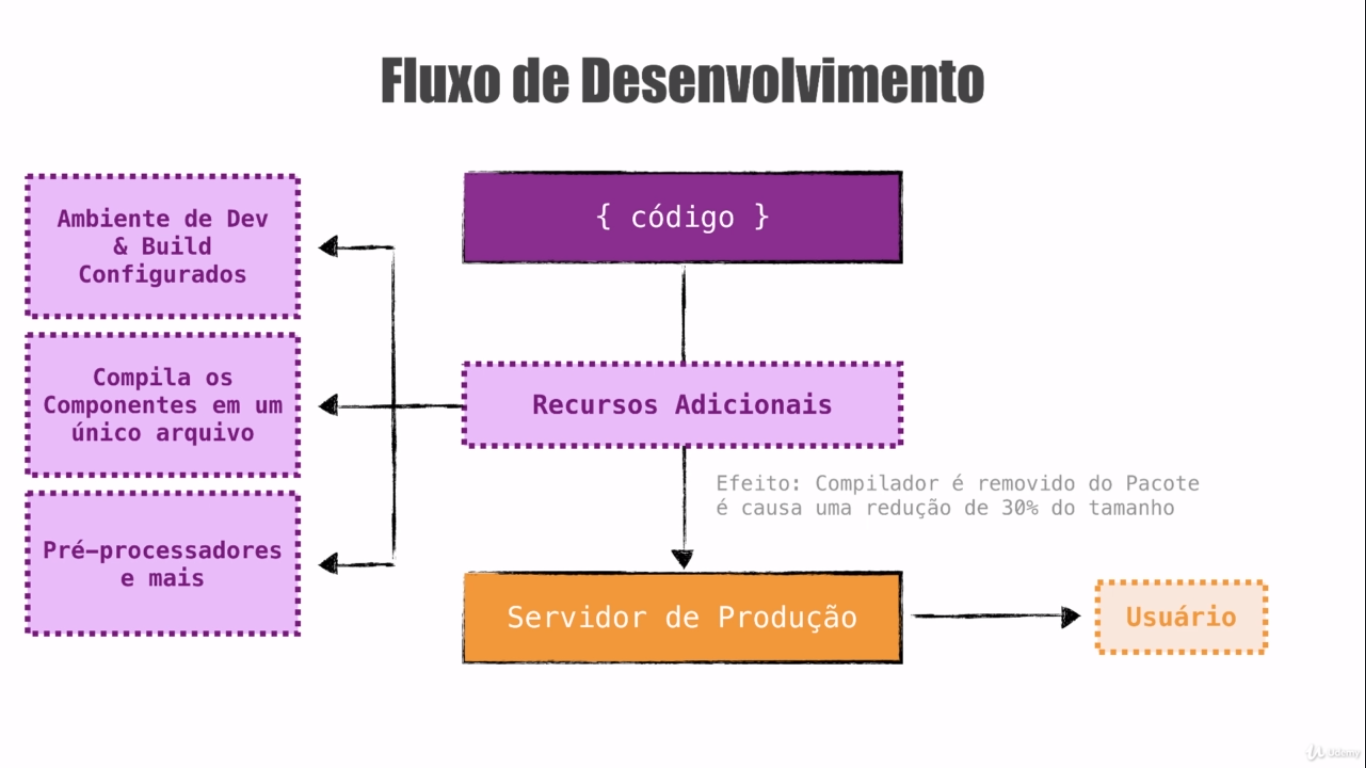 Fluxo de Desenvolvimento
Ambiente de Dev
& Build
Configurados
{ código }
Compila os
Componentes em um
único arquivo
Recursos Adicionais
Efeito: Compilador é removido do Pacote
é causa uma redução de 30% do tamanho
Pré–processadores
e mais
Servidor de Produção
Usuário
Udemy